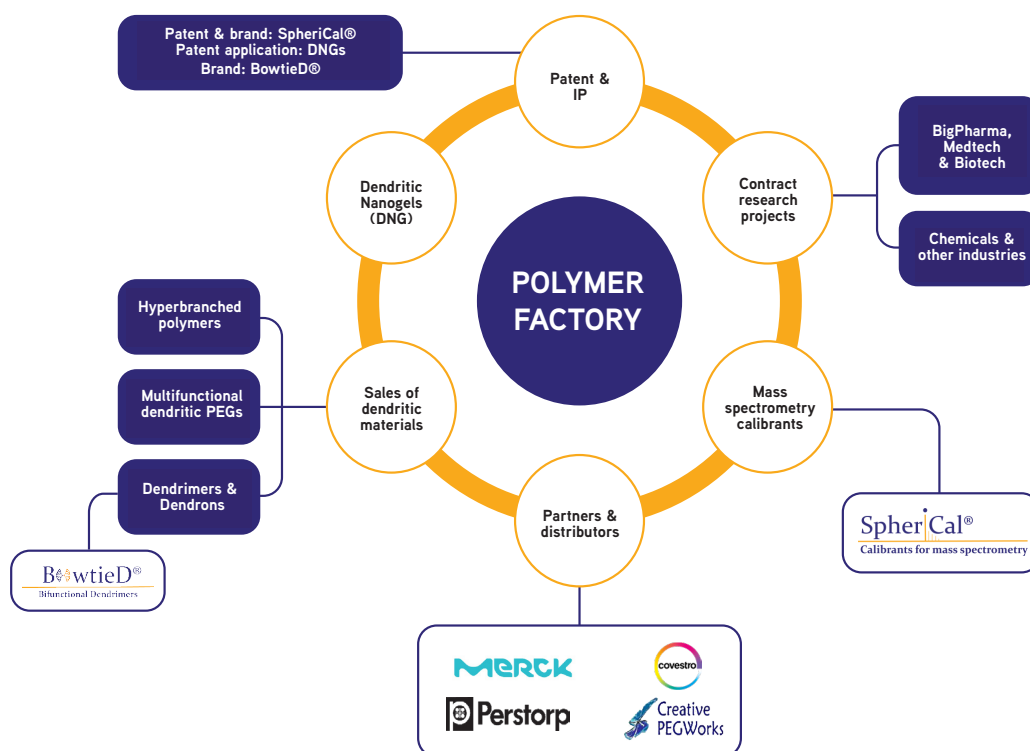 Patent & brand: SpheriCal®
Patent application: DNGs
Brand: BowtieD®
Patent &
IP
BigPharma,
Medtech
& Biotech
Dendritic
Nanogels
(DNG)
Contract
research
projects
Chemicals &
other industries
POLYMER
FACTORY
Hyperbranched
polymers
Multifunctional
dendritic PEGs
Sales of
dendritic
materials
Mass
spectrometry
calibrants
Dendrimers &
Dendrons
Partners &
distributors
SpheriCal®
Calibrants for mass spectrometry
BowtieD®
Bifunctional Dendrimers
MERCK
covestro
Perstorp
Creative
PEGWorks